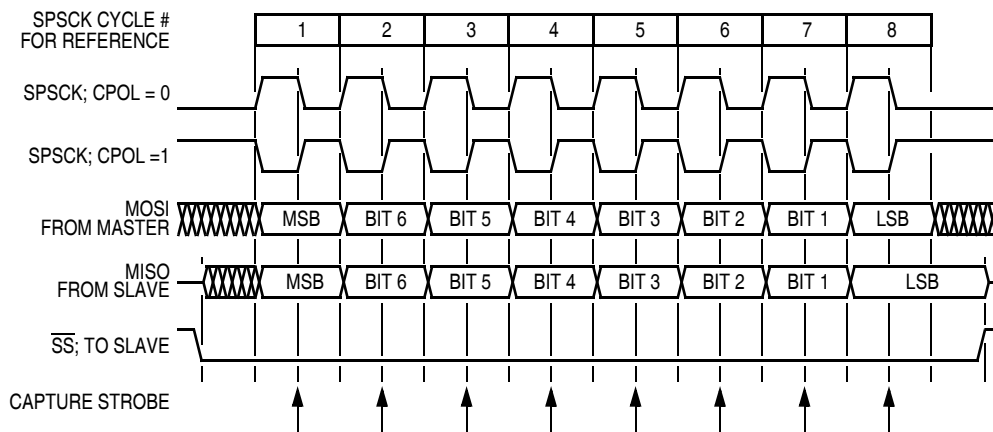 SPSCK CYCLE #
FOR REFERENCE
1 2 3 4 5 6 7 8
SPSCK; CPOL = 0
SPSCK; CPOL =1
MOSI
FROM MASTER
MSB BIT 6 BIT 5 BIT 4 BIT 3 BIT 2 BIT 1 LSB
MISO
FROM SLAVE
MSB BIT 6 BIT 5 BIT 4 BIT 3 BIT 2 BIT 1 LSB
SS; TO SLAVE
CAPTURE STROBE